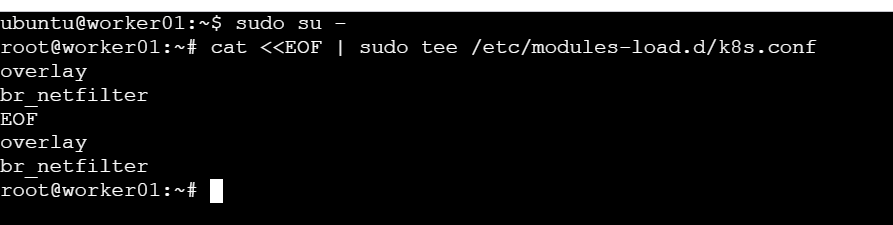 ubuntu@worker01:~$ sudo su -
root@worker01:~# cat <<EOF | sudo tee /etc/modules-load.d/k8s.conf
overlay
br_netfilter
EOF
overlay
br_netfilter
root@worker01:~#